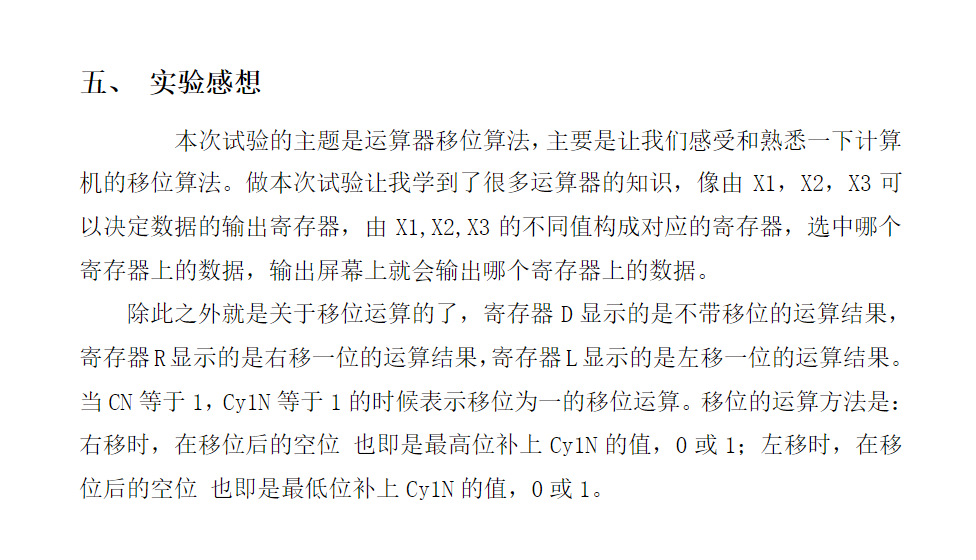 五、 实验感想
本次试验的主题是运算器移位算法，主要是让我们感受和熟悉一下计算
机的移位算法。做本次试验让我学到了很多运算器的知识，像由 X1，X2，X3 可
以决定数据的输出寄存器，由 X1,X2,X3 的不同值构成对应的寄存器，选中哪个
寄存器上的数据，输出屏幕上就会输出哪个寄存器上的数据。
除此之外就是关于移位运算的了，寄存器 D 显示的是不带移位的运算结果，
寄存器 R 显示的是右移一位的运算结果，寄存器 L 显示的是左移一位的运算结果。
当 CN 等于 1，Cy1N 等于 1 的时候表示移位为一的移位运算。移位的运算方法是：
右移时，在移位后的空位 也即是最高位补上 Cy1N 的值，0 或 1；左移时，在移
位后的空位 也即是最低位补上 Cy1N 的值，0 或 1。